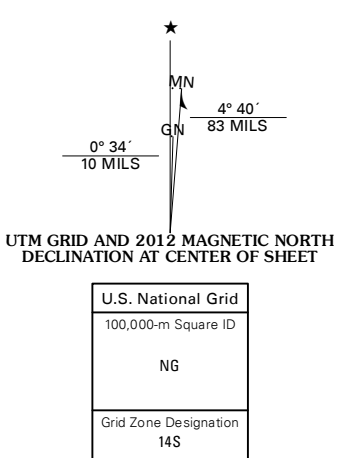 ★
MN
4° 40´
83 MILS
GN
0° 34´
10 MILS
UTM GRID AND 2012 MAGNETIC NORTH
DECLINATION AT CENTER OF SHEET
U.S. National Grid
100,000-m Square ID
NG
Grid Zone Designation
14S